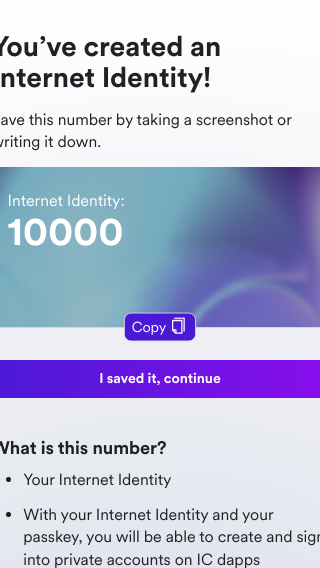 You’ve created an
Internet Identity!
Save this number by taking a screenshot or
writing it down.
Internet Identity:
10000
Copy
I saved it, continue
What is this number?
• Your Internet Identity
• With your Internet Identity and your
passkey, you will be able to create and sign
into private accounts on IC dapps